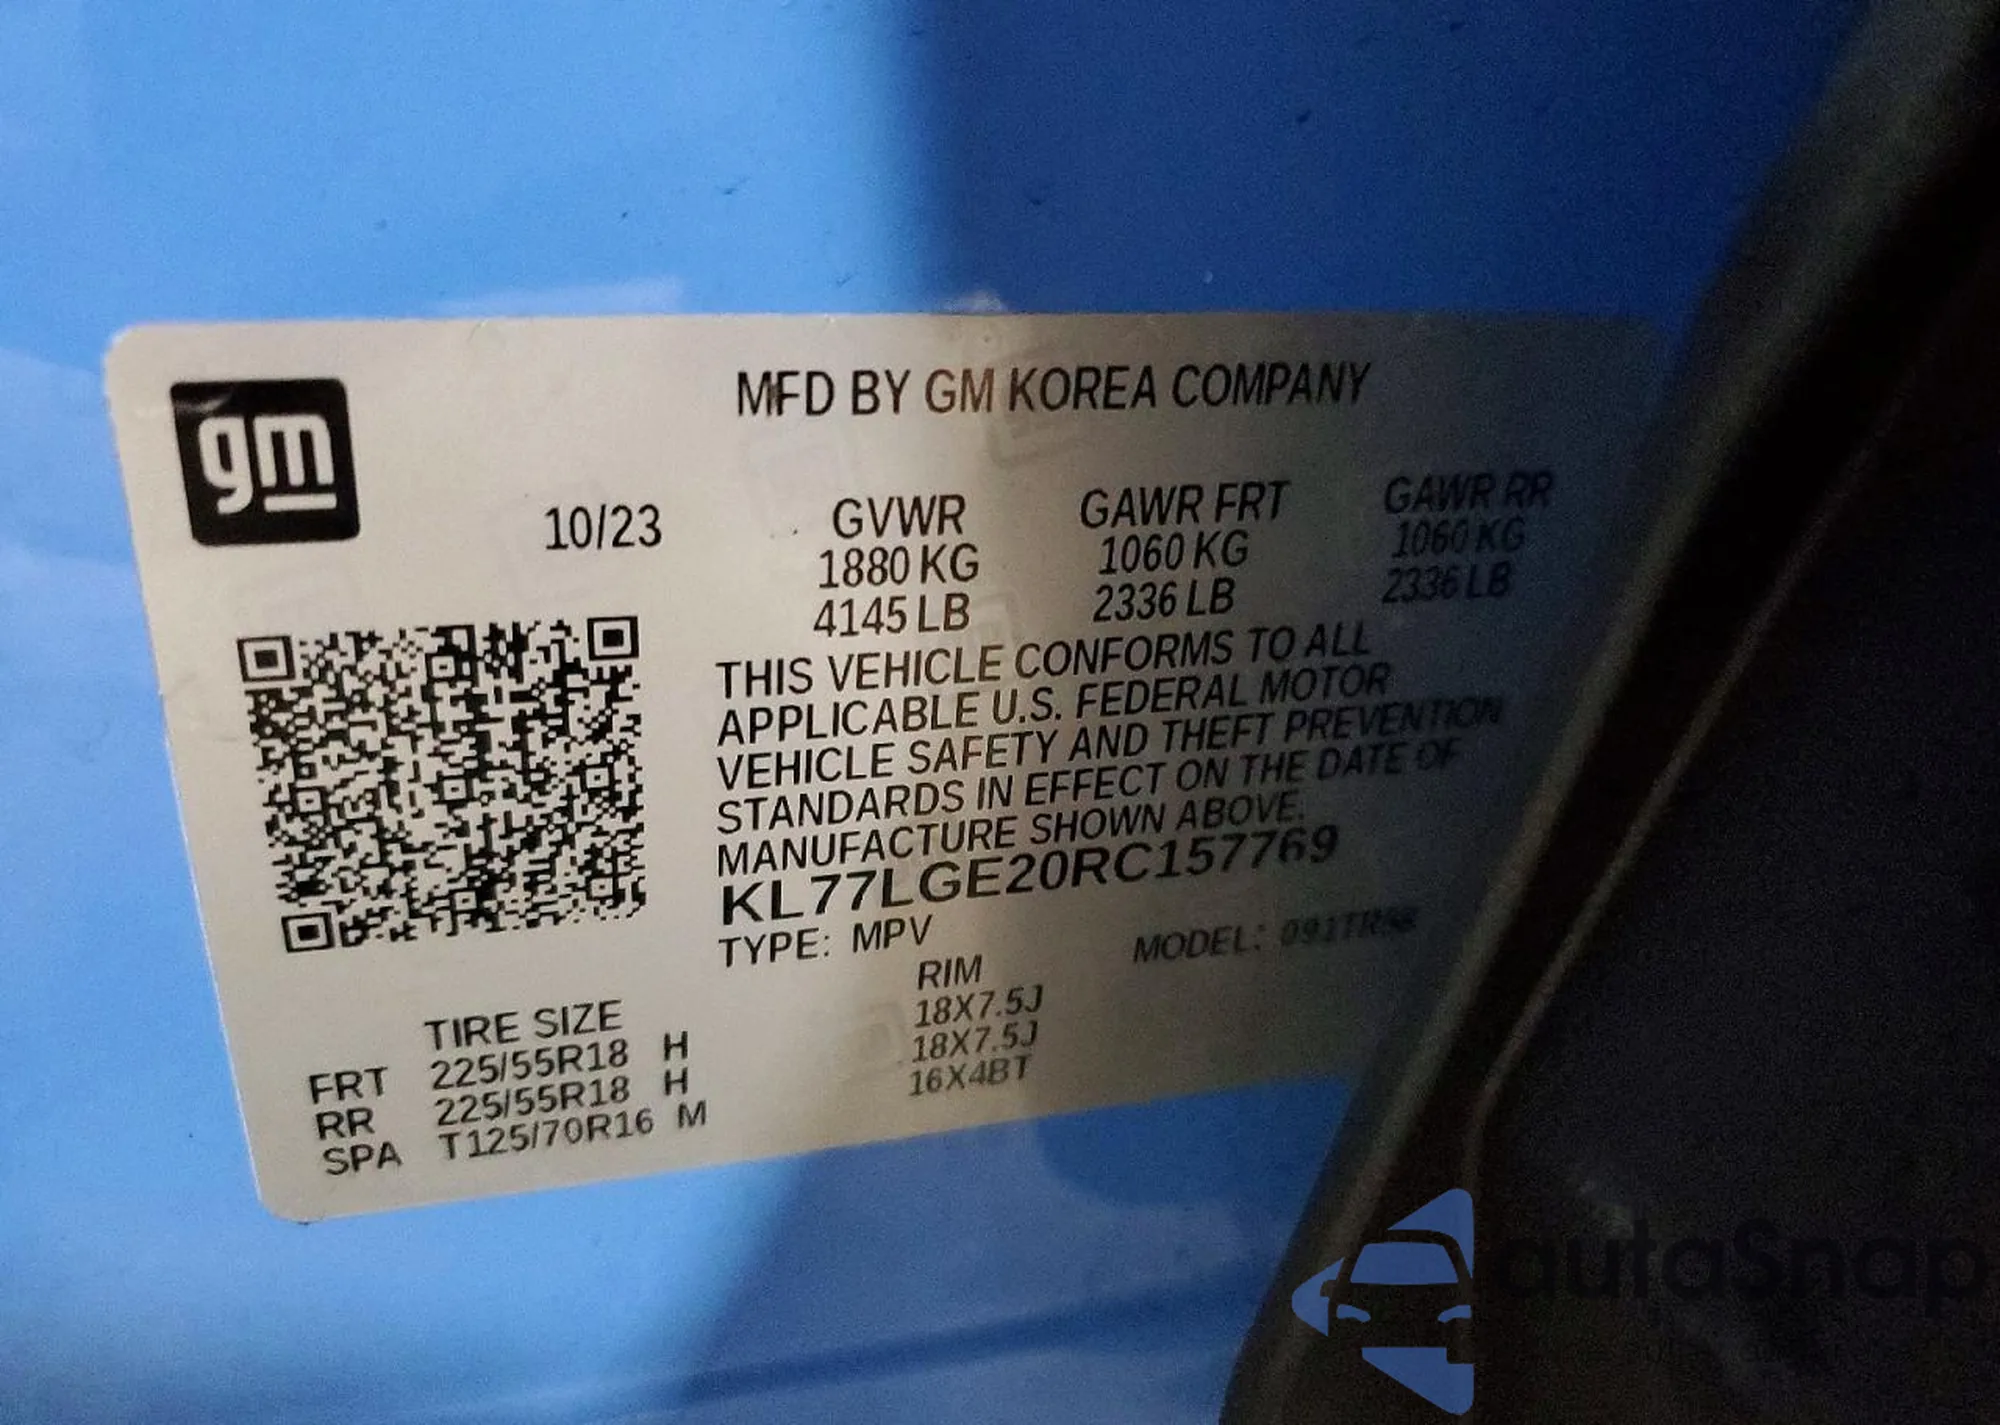 gm
MFD BY GM KOREA COMPANY
10/23
GVWR GAWR FRT GAWR RR
1880 KG 1060 KG 1060 KG
4145 LB 2336 LB 2336 LB
THIS VEHICLE CONFORMS TO ALL
APPLICABLE U.S. FEDERAL MOTOR
VEHICLE SAFETY AND THEFT PREVENTION
STANDARDS IN EFFECT ON THE DATE OF
MANUFACTURE SHOWN ABOVE.
KL77LGE20RC157769
TYPE: MPV MODEL:
RIM
TIRE SIZE
FRT 225/55R18 H 18X7.5J
RR 225/55R18 H 18X7.5J
SPA T125/70R16 M 16X4BT
autaSnap